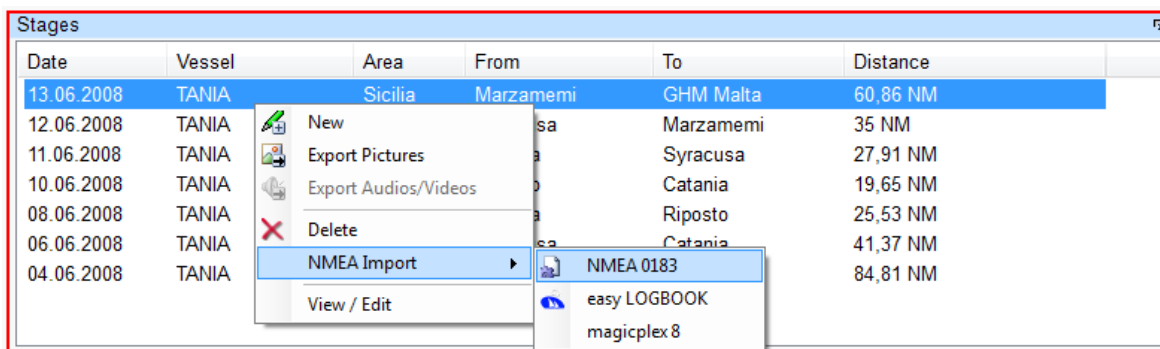 Stages
Date Vessel Area From To Distance
13.06.2008 TANIA Sicilia Marzamemi GHM Malta 60,86 NM
12.06.2008 TANIA Marzamemi 35 NM
11.06.2008 TANIA Syracusa 27,91 NM
10.06.2008 TANIA Catania 19,65 NM
08.06.2008 TANIA Riposto 25,53 NM
06.06.2008 TANIA Catania 41,37 NM
04.06.2008 TANIA 84,81 NM
New
Export Pictures
Export Audios/Videos
Delete
NMEA Import
View / Edit
NMEA 0183
easy LOGBOOK
magicplex 8